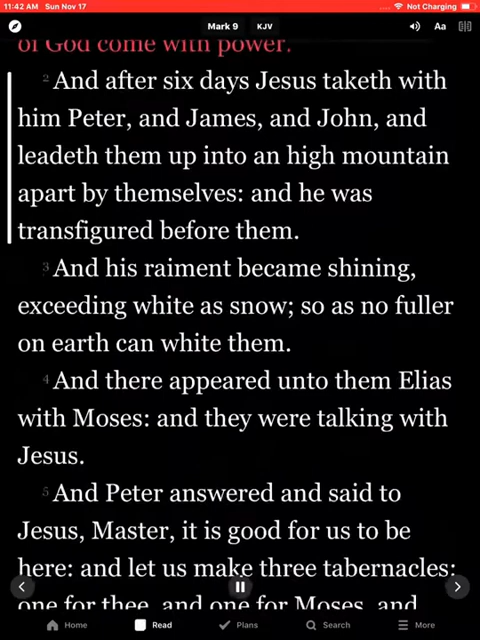 11:42 AM Sun Nov 17
Not Charging
Mark 9 KJV Aa
of God come with power.
2 And after six days Jesus taketh with
him Peter, and James, and John, and
leadeth them up into an high mountain
apart by themselves: and he was
transfigured before them.
3 And his raiment became shining,
exceeding white as snow; so as no fuller
on earth can white them.
4 And there appeared unto them Elias
with Moses: and they were talking with
Jesus.
5 And Peter answered and said to
Jesus, Master, it is good for us to be
here: and let us make three tabernacles:
one for thee, and one for Moses, and
Home Read Plans Search More